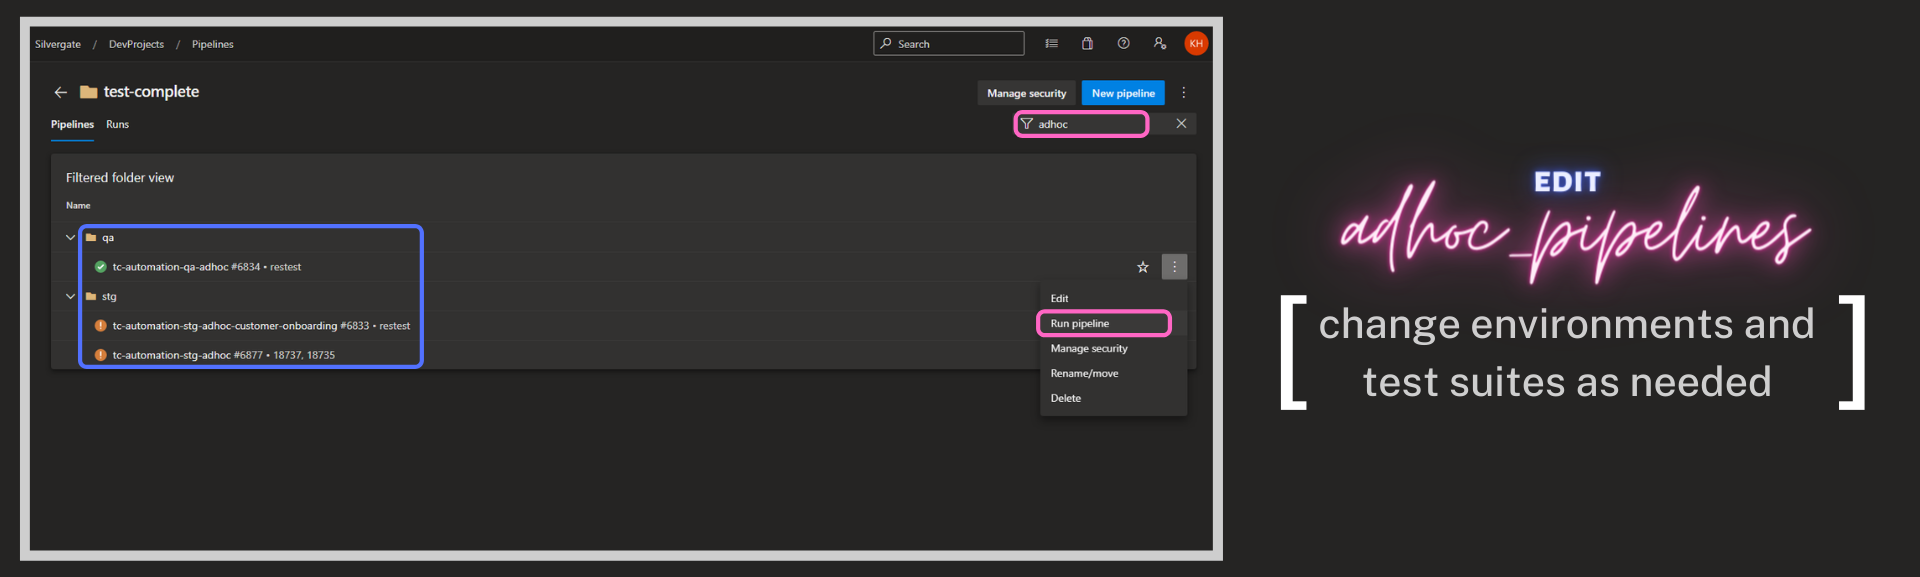 Silvergate / DevProjects / Pipelines
Search
KH
test-complete
Manage security
New pipeline
Pipelines Runs
adhoc
Filtered folder view
Name
qa
tc-automation-qa-adhoc #6834 • restest
stg
tc-automation-stg-adhoc-customer-onboarding #6833 • restest
tc-automation-stg-adhoc #6877 • 18737, 18735
Edit
Run pipeline
Manage security
Rename/move
Delete
EDIT
adhoc_pipelines
[change environments and
test suites as needed]